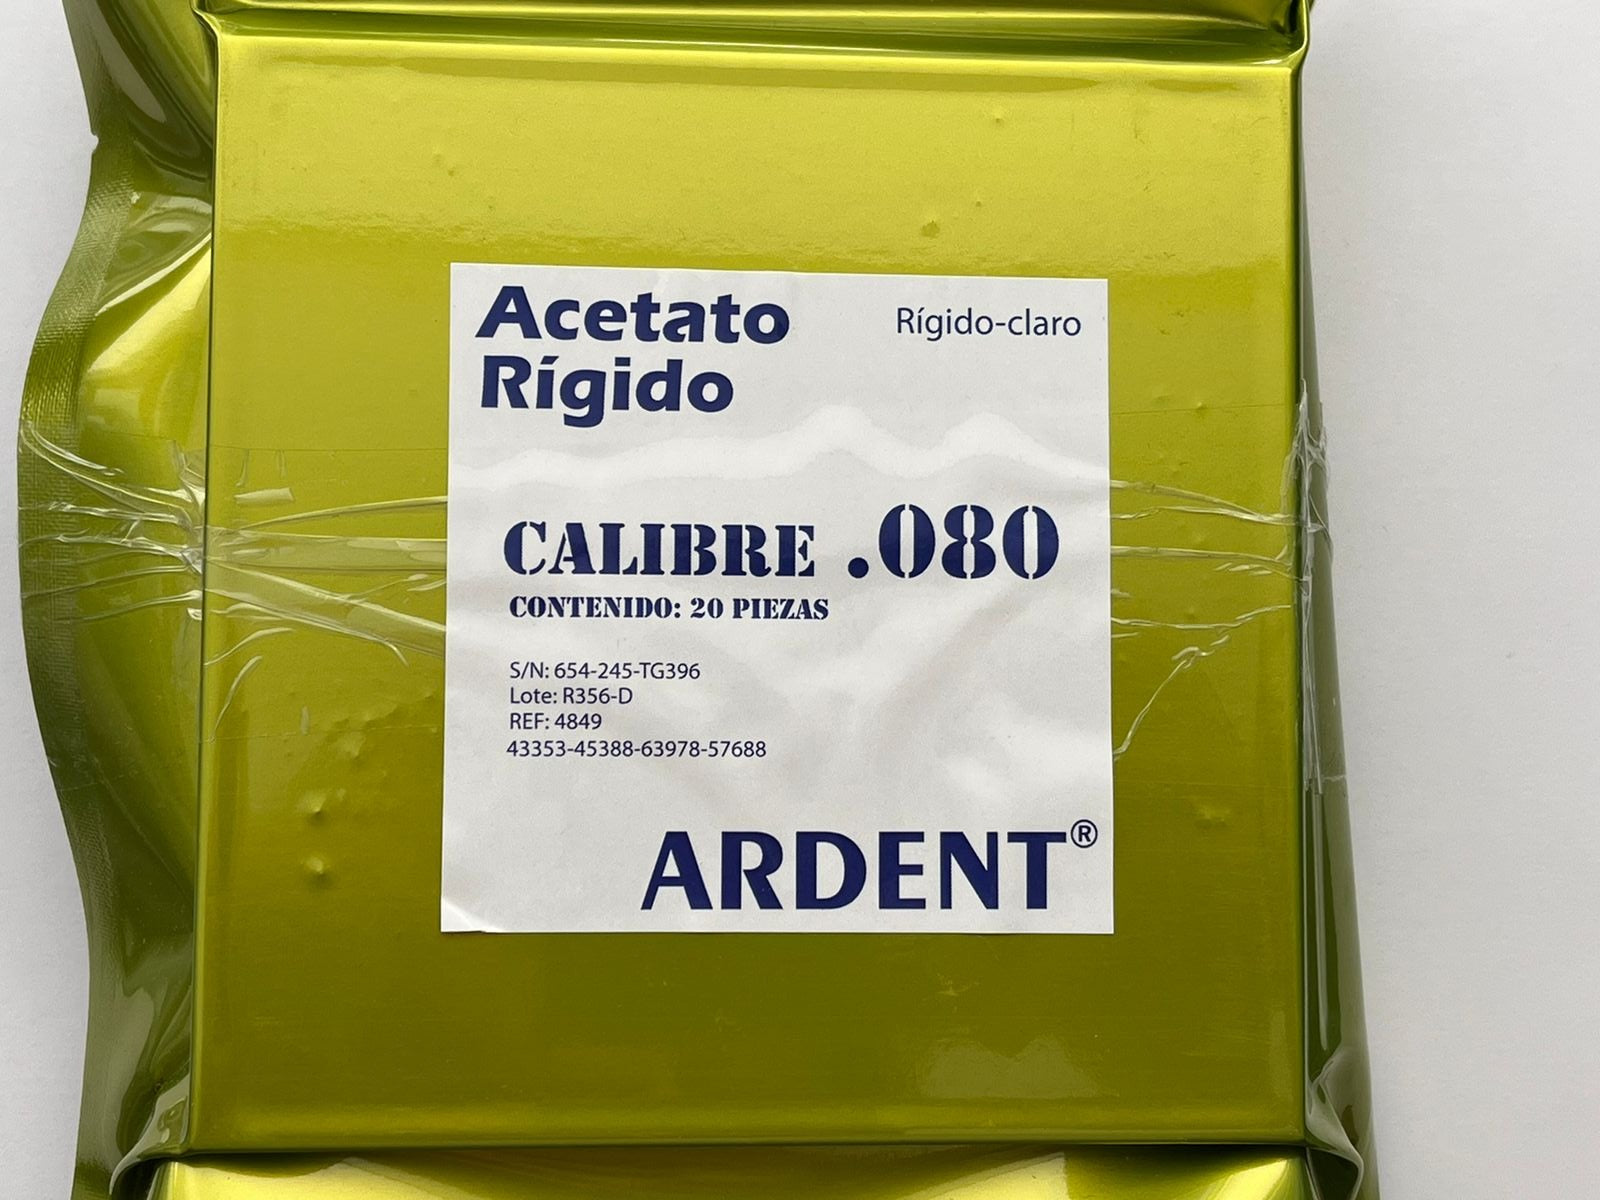 Acetato
Rígido
Rígido-claro
CALIBRE .080
CONTENIDO: 20 PIEZAS
S/N: 654-245-TG396
Lote: R356-D
REF: 4849
43353-45388-63978-57688
ARDENT®